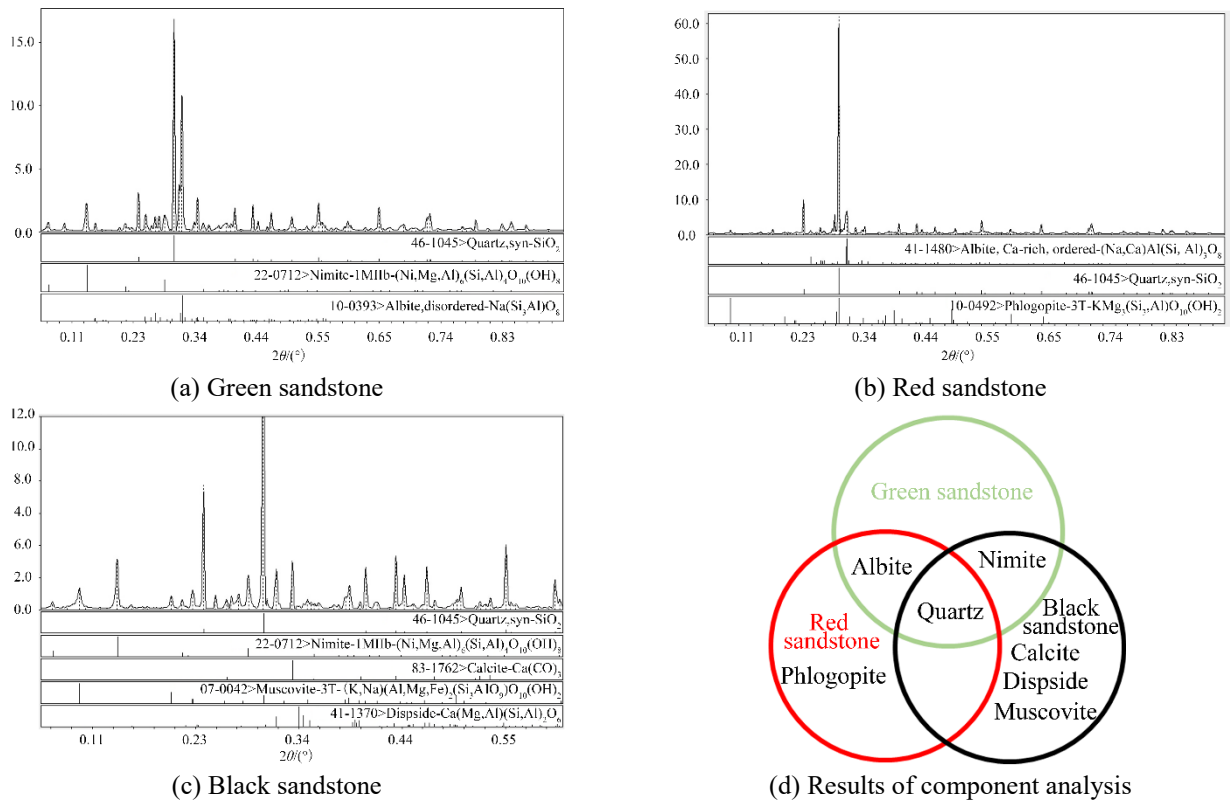 15.0
10.0
5.0
0.0
46-1045>Quartz,syn-SiO₂
22-0712>Nimite-1MIIb-(Ni,Mg,Al)₆(Si,Al)₄O₁₀(OH)₈
10-0393>Albite,disordered-Na(Si₃Al)O₈
0.11 0.23 0.34 0.44 0.55 0.65 0.74 0.83
2θ/(°)
(a) Green sandstone
60.0
50.0
40.0
30.0
20.0
10.0
0.0
41-1480>Albite, Ca-rich, ordered-(Na,Ca)Al(Si, Al)₃O₈
46-1045>Quartz,syn-SiO₂
10-0492>Phlogopite-3T-KMg₃(Si₃,Al)O₁₀(OH)₂
0.11 0.23 0.34 0.44 0.55 0.65 0.74 0.83
2θ/(°)
(b) Red sandstone
12.0
10.0
8.0
6.0
2.0
0.0
46-1045>Quartz,syn-SiO₂
22-0712>Nimite-1MIIb-(Ni,Mg.Al)₆(Si,Al)₄O₁₀(OH)₈
83-1762>Calcite-Ca(CO)₃
07-0042>Muscovite-3T-(K,Na)(Al,Mg,Fe)₂(Si₃AlO₉)O₁₀(OH)₂
41-1370>Dispside-Ca(Mg,Al)(Si,Al)₂O₆
0.11 0.23 0.34 0.44 0.55
2θ/(°)
(c) Black sandstone
Green sandstone
Albite
Nimite
Quartz
Red
sandstone
Phlogopite
Black
sandstone
Calcite
Dispside
Muscovite
(d) Results of component analysis